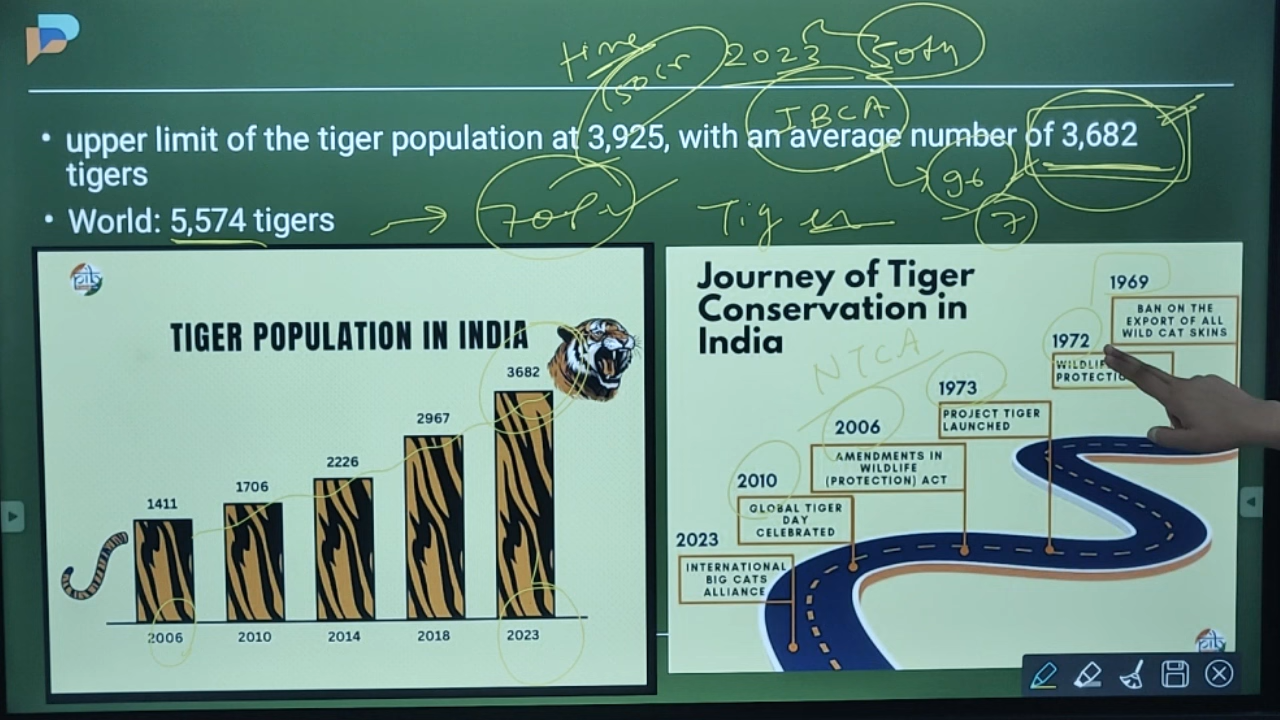 Time 2023 50th
50 cr
IBCA
upper limit of the tiger population at 3,925, with an average number of 3,682
tigers
96
World: 5,574 tigers
70%
Tiger
7
TIGER POPULATION IN INDIA
3682
2967
2226
1706
1411
2006 2010 2014 2018 2023
Journey of Tiger
Conservation in
India
1969
BAN ON THE
EXPORT OF ALL
WILD CAT SKINS
1972
NTCA
1973
PROJECT TIGER
LAUNCHED
2006
AMENDMENTS IN
WILDLIFE
(PROTECTION) ACT
2010
GLOBAL TIGER
DAY
CELEBRATED
2023
INTERNATIONAL
BIG CATS
ALLIANCE